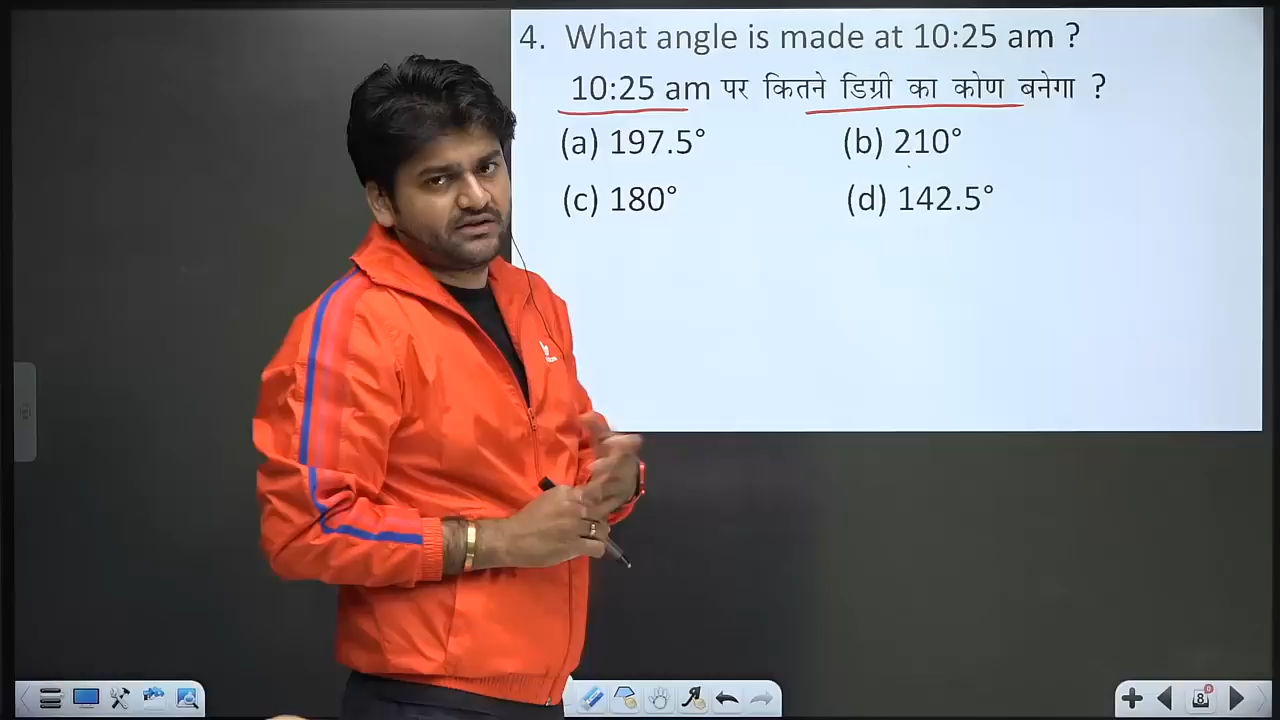 4. What angle is made at 10:25 am ?
10:25 am पर कितने डिग्री का कोण बनेगा ?
(a) 197.5° (b) 210°
(c) 180° (d) 142.5°
8